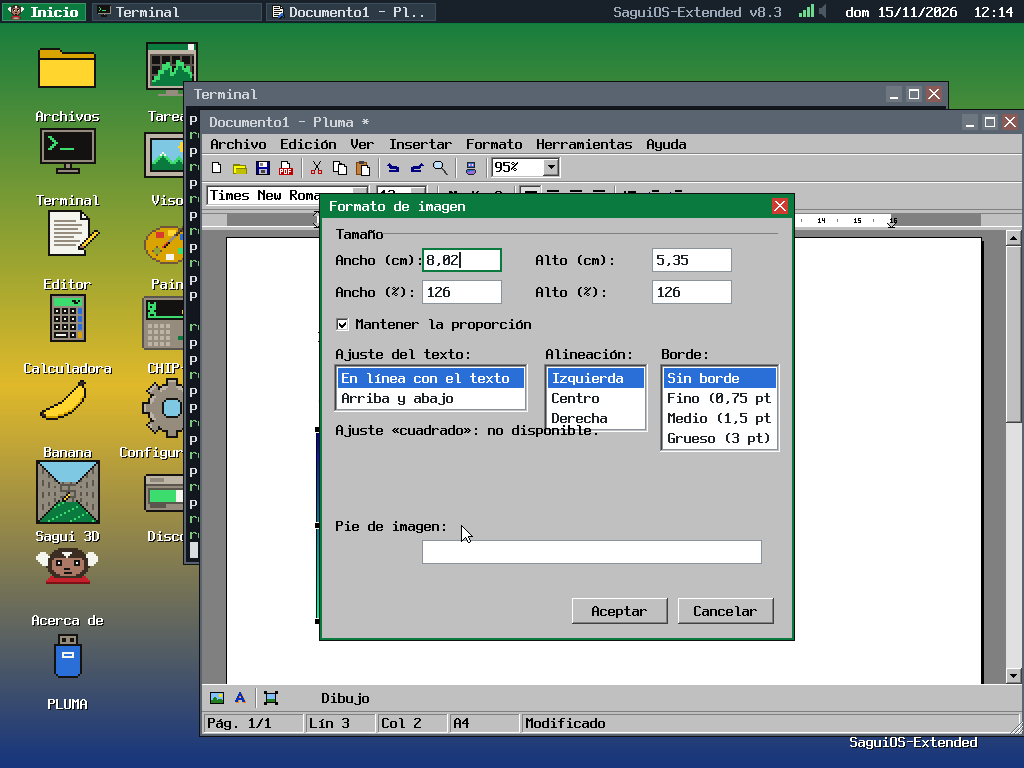 Inicio
Terminal
Documento1 - Pl..
SaguiOS-Extended v8.3
dom 15/11/2026
12:14
Archivos
Terminal
Editor
Calculadora
CHIP
Banana
Sagui 3D
Acerca de
PLUMA
Terminal
Documento1 - Pluma *
Archivo Edición Ver Insertar Formato Herramientas Ayuda
95%
Times New Roma
14 15 16
Formato de imagen
Tamaño
Ancho (cm): 8,02 Alto (cm): 5,35
Ancho (%): 126 Alto (%): 126
Mantener la proporción
Ajuste del texto: Alineación: Borde:
En línea con el texto Izquierda Sin borde
Arriba y abajo Centro Fino (0,75 pt
Derecha Medio (1,5 pt
Ajuste «cuadrado»: no disponible. Grueso (3 pt)
Pie de imagen:
Aceptar Cancelar
Dibujo
Pág. 1/1 Lín 3 Col 2 A4 Modificado
SaguiOS-Extended